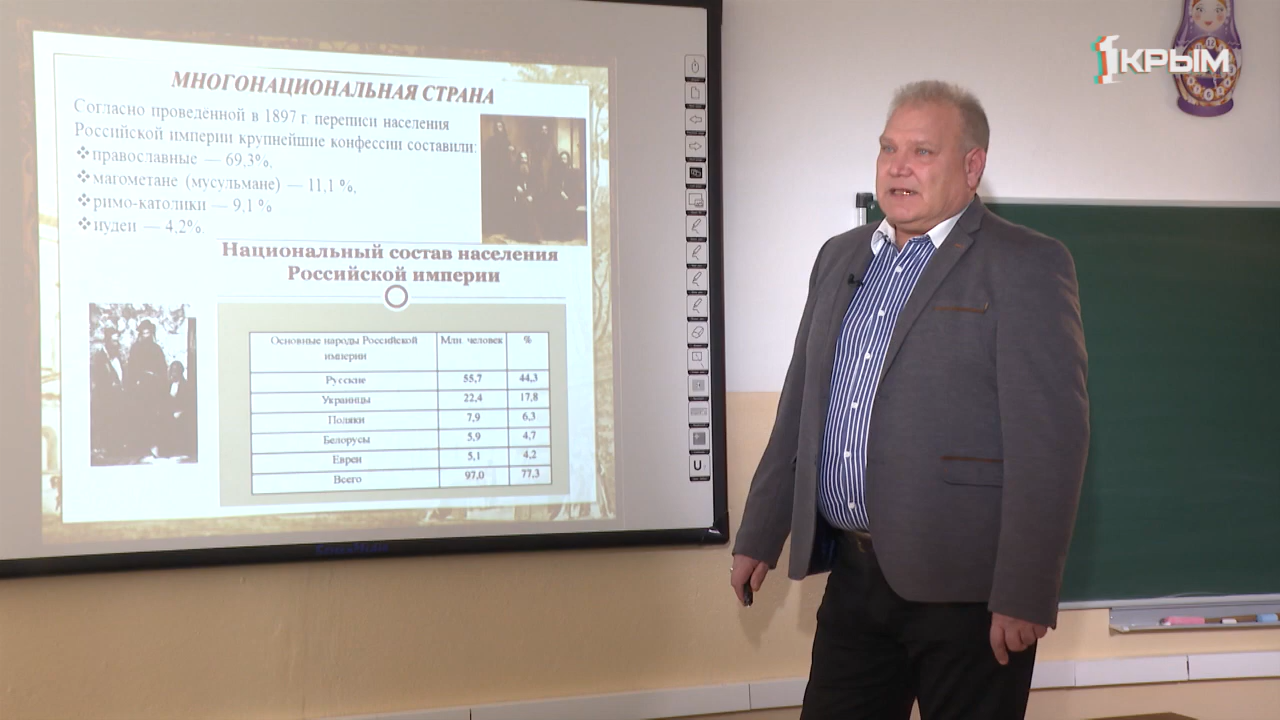 МНОГОНАЦИОНАЛЬНАЯ СТРАНА
Согласно проведенной в 1897 г. переписи населения
Российской империи крупнейшие конфессии составили:
❖православные — 69,3%,
❖магометане (мусульмане) — 11,1 %,
❖римо-католики — 9,1 %
❖иудеи — 4,2%.
Национальный состав населения
Российской империи
Основные народы Российской империи Млн. человек %
Русские 55,7 44,3
Украинцы 22,4 17,8
Поляки 7,9 6,3
Белорусы 5,9 4,7
Евреи 5,1 4,2
Всего 97,0 77,3
1КРЫМ